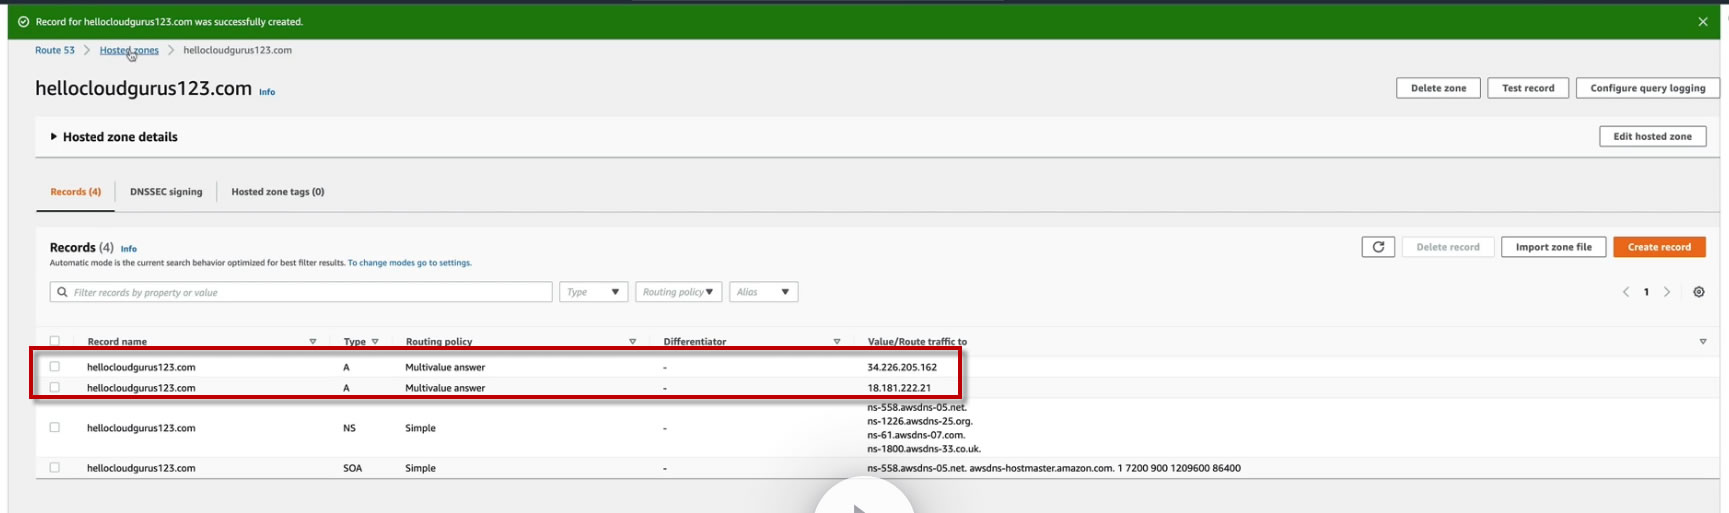 Record for hellocloudgurus123.com was successfully created.
Route 53 > Hosted zones > hellocloudgurus123.com
hellocloudgurus123.com Info
Delete zone Test record Configure query logging
Hosted zone details
Edit hosted zone
Records (4) DNSSEC signing Hosted zone tags (0)
Records (4) Info
Delete record Import zone file Create record
Automatic mode is the current search behavior optimized for best filter results. To change modes go to settings.
Filter records by property or value Type Routing policy Alias
1
Record name Type Routing policy Differentiator Value/Route traffic to
hellocloudgurus123.com A Multivalue answer - 34.226.205.162
hellocloudgurus123.com A Multivalue answer - 18.181.222.21
ns-558.awsdns-05.net.
ns-1226.awsdns-25.org.
hellocloudgurus123.com NS Simple -
ns-61.awsdns-07.com.
ns-1800.awsdns-33.co.uk.
hellocloudgurus123.com SOA Simple - ns-558.awsdns-05.net. awsdns-hostmaster.amazon.com. 1 7200 900 1209600 86400